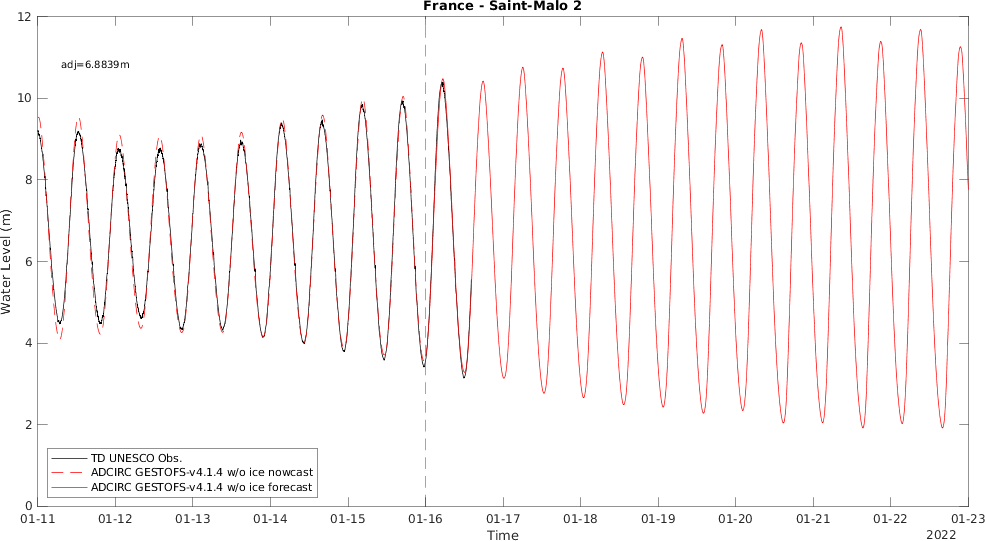 France - Saint-Malo 2
adj=6.8839m
Water Level (m)
12
10
8
6
4
2
0
TD UNESCO Obs.
ADCIRC GESTOFS-v4.1.4 w/o ice nowcast
ADCIRC GESTOFS-v4.1.4 w/o ice forecast
01-11 01-12 01-13 01-14 01-15 01-16 01-17 01-18 01-19 01-20 01-21 01-22 01-23
Time
2022